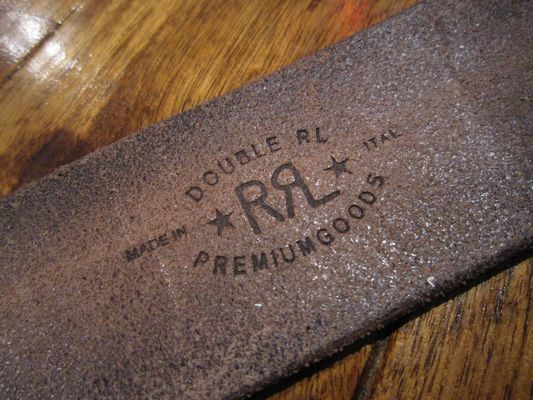 DOUBLE RL
MADE IN ★ RRL ★ ITAL
PREMIUMGOODS